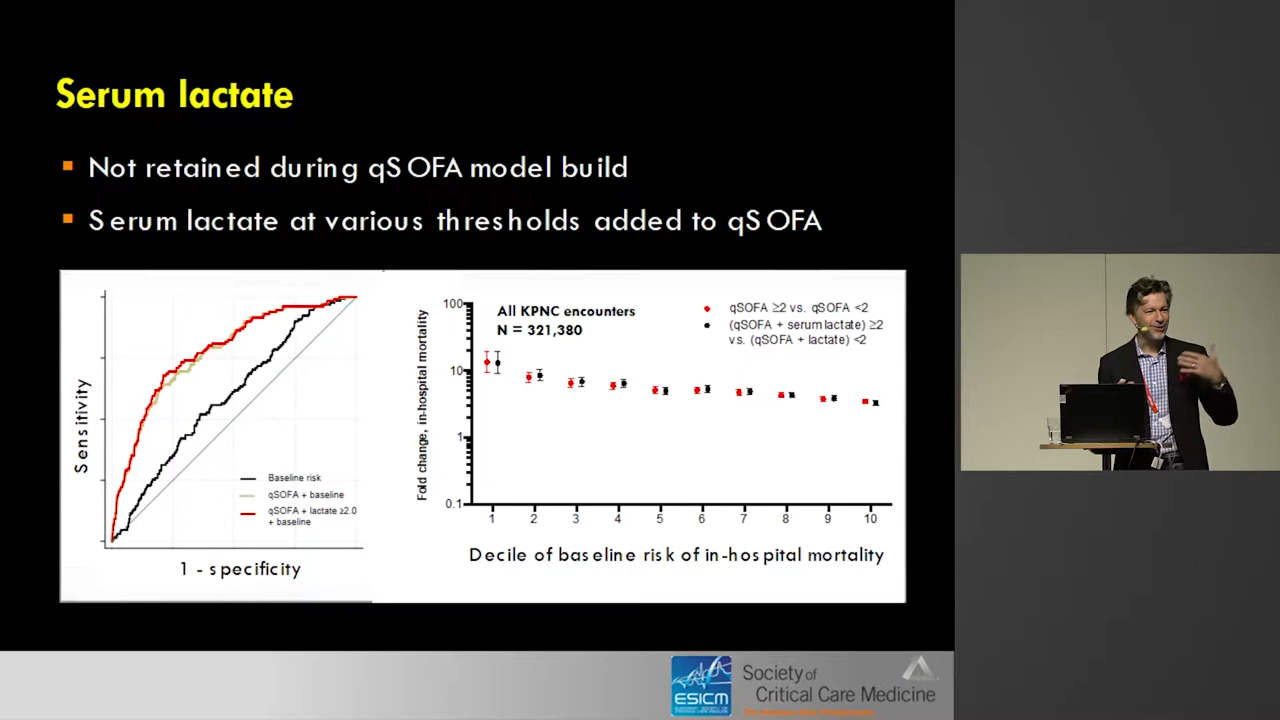 Serum lactate
Not retained during qSOFA model build
Serum lactate at various thresholds added to qSOFA
Sensitivity
Baseline risk
qSOFA + baseline
qSOFA + lactate ≥2.0
+ baseline
1 - specificity
Fold change, in-hospital mortality
100
10
1
0.1
All KPNC encounters
N = 321,380
qSOFA ≥2 vs. qSOFA <2
(qSOFA + serum lactate) ≥2
vs. (qSOFA + lactate) <2
1 2 3 4 5 6 7 8 9 10
Decile of baseline risk of in-hospital mortality
ESICM
Society of
Critical Care Medicine